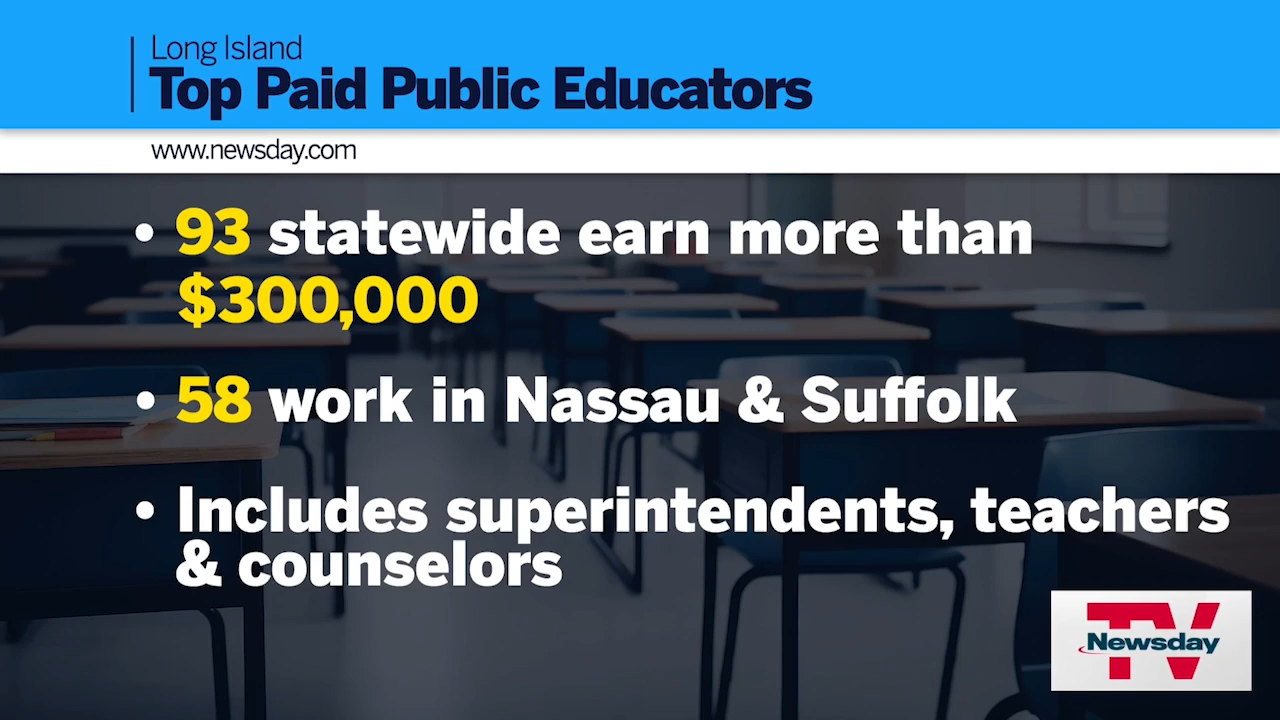 Long Island
Top Paid Public Educators
www.newsday.com
• 93 statewide earn more than
$300,000
• 58 work in Nassau & Suffolk
• Includes superintendents, teachers
& counselors
TV
Newsday